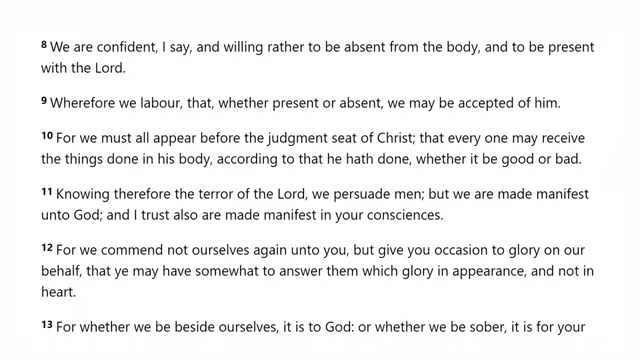 8 We are confident, I say, and willing rather to be absent from the body, and to be present
with the Lord.
9 Wherefore we labour, that, whether present or absent, we may be accepted of him.
10 For we must all appear before the judgment seat of Christ; that every one may receive
the things done in his body, according to that he hath done, whether it be good or bad.
11 Knowing therefore the terror of the Lord, we persuade men; but we are made manifest
unto God; and I trust also are made manifest in your consciences.
12 For we commend not ourselves again unto you, but give you occasion to glory on our
behalf, that ye may have somewhat to answer them which glory in appearance, and not in
heart.
13 For whether we be beside ourselves, it is to God: or whether we be sober, it is for your